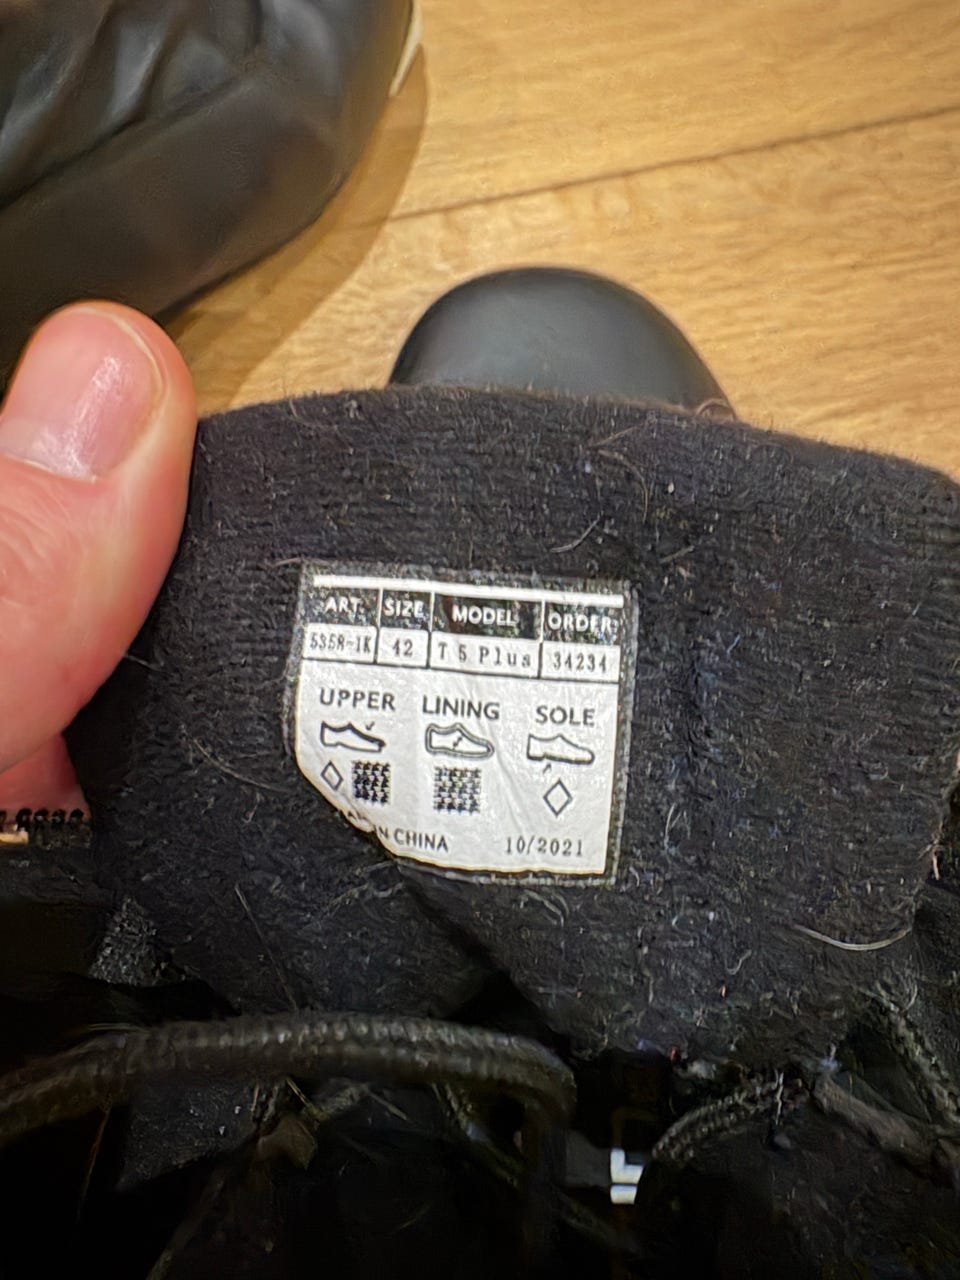 ART. SIZE MODEL ORDER:
5358-1K 42 T 5 Plus 34234
UPPER LINING SOLE
CHINA 10/2021